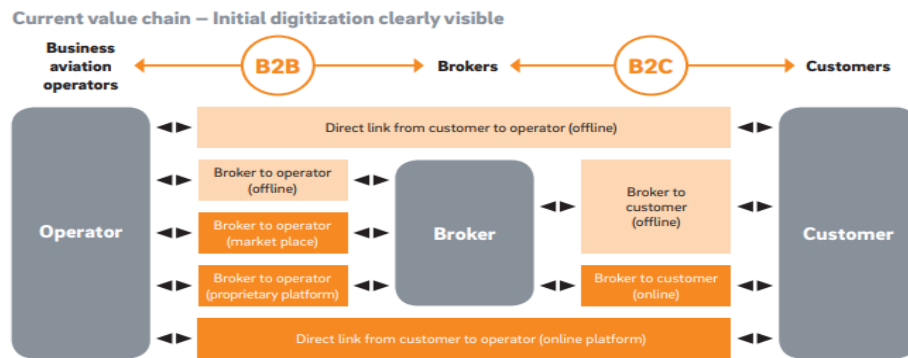 Current value chain – Initial digitization clearly visible
Business
aviation
operators
B2B
Brokers
B2C
Customers
Direct link from customer to operator (offline)
Operator
Broker to operator
(offline)
Broker to operator
(market place)
Broker to operator
(proprietary platform)
Broker
Broker to
customer
(offline)
Broker to customer
(online)
Customer
Direct link from customer to operator (online platform)